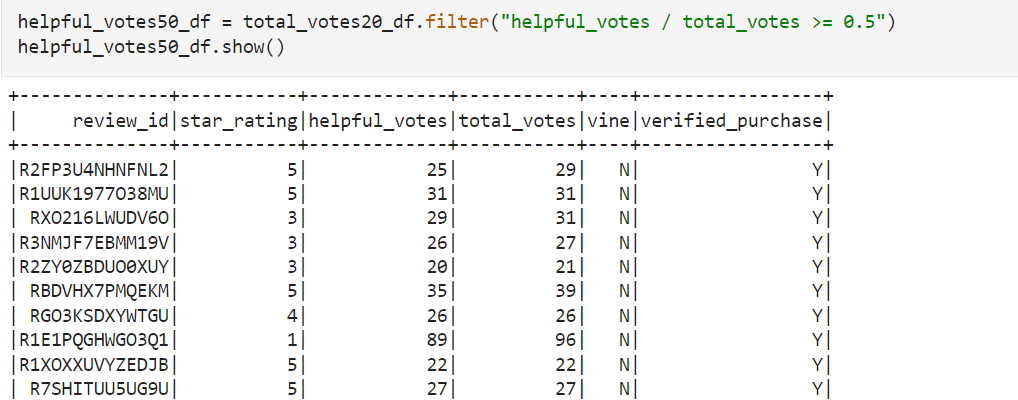 helpful_votes50_df = total_votes20_df.filter("helpful_votes / total_votes >= 0.5")
helpful_votes50_df.show()
+--------------+-----------+-------------+-----------+----+-----------------+
|     review_id|star_rating|helpful_votes|total_votes|vine|verified_purchase|
+--------------+-----------+-------------+-----------+----+-----------------+
|R2FP3U4NHNFNL2|          5|           25|         29|   N|                Y|
|R1UUK1977O38MU|          5|           31|         31|   N|                Y|
| RXO216LWUDV6O|          3|           29|         31|   N|                Y|
|R3NMJF7EBMM19V|          3|           26|         27|   N|                Y|
|R2ZY0ZBDUO0XUY|          3|           20|         21|   N|                Y|
| RBDVHX7PMQEKM|          5|           35|         39|   N|                Y|
| RGO3KSDXYWTGU|          4|           26|         26|   N|                Y|
|R1E1PQGHWGO3Q1|          1|           89|         96|   N|                Y|
|R1XOXXUVYZEDJB|          5|           22|         22|   N|                Y|
| R7SHITUU5UG9U|          5|           27|         27|   N|                Y|